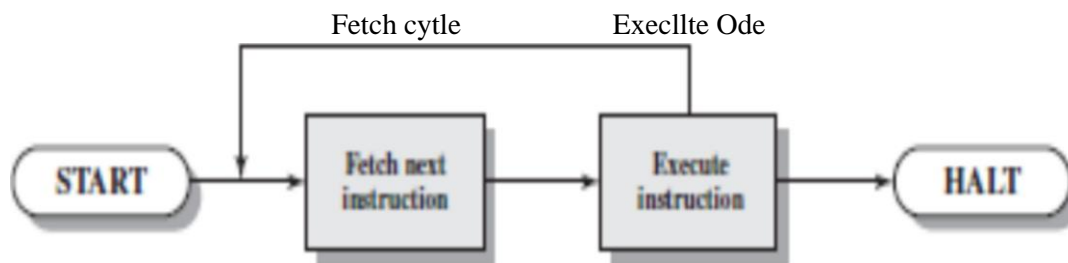 Fetch cytle Execllte Ode
START
Fetch next
instruction
Execute
instruction
HALT